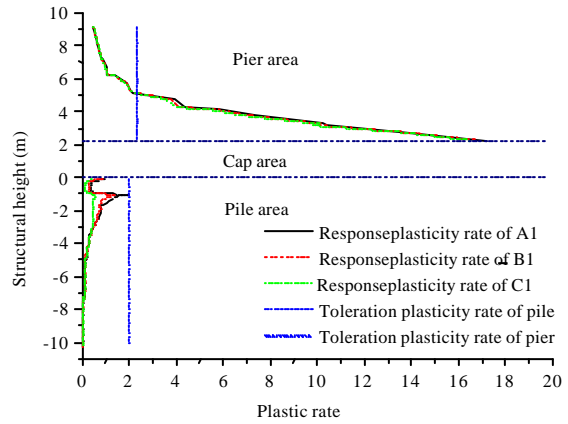 10
8
6
4
2
0
-2
-4
-6
-8
-10
Structural height (m)
Pier area
Cap area
Pile area
Responseplasticity rate of A1
Responseplasticity rate of B1
Responseplasticity rate of C1
Toleration plasticity rate of pile
Toleration plasticity rate of pier
0 2 4 6 8 10 12 14 16 18 20
Plastic rate